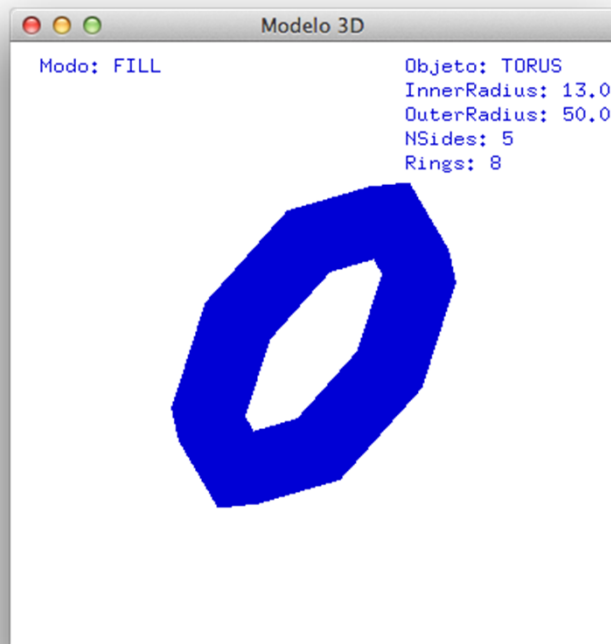 Modelo 3D
Modo: FILL
Objeto: TORUS
InnerRadius: 13.0
OuterRadius: 50.0
NSides: 5
Rings: 8